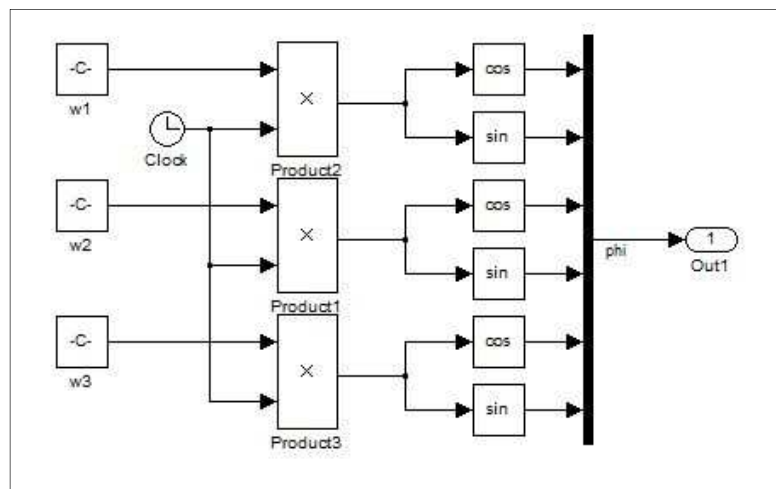 -C-
w1
Clock
×
Product2
cos
sin
-C-
w2
×
Product1
cos
sin
phi
1
Out1
-C-
w3
×
Product3
cos
sin